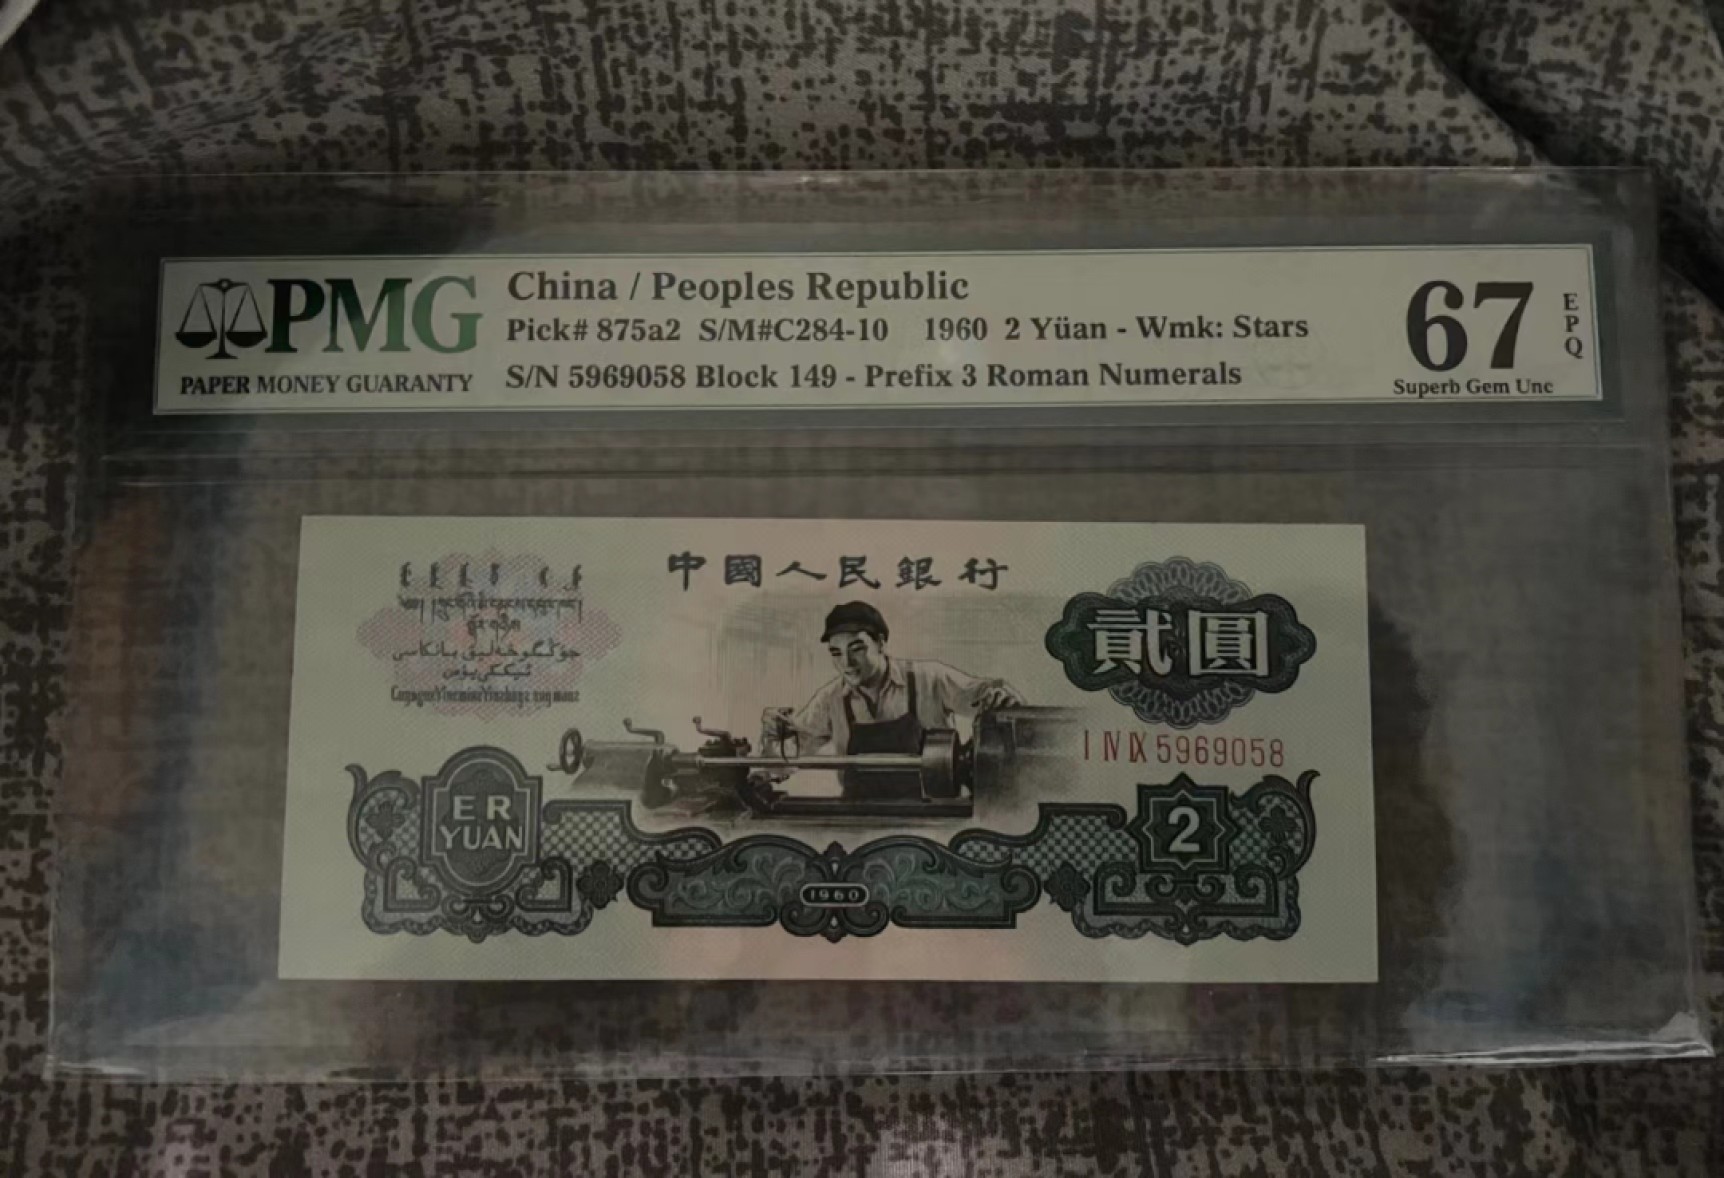 PMG
PAPER MONEY GUARANTY
China / Peoples Republic
Pick# 875a2 S/M#C284-10 1960 2 Yüan - Wmk: Stars
S/N 5969058 Block 149 - Prefix 3 Roman Numerals
67
EPQ
Superb Gem Unc
中國人民銀行
貳圓
I IV IX 5969058
ER
YUAN
2
1960